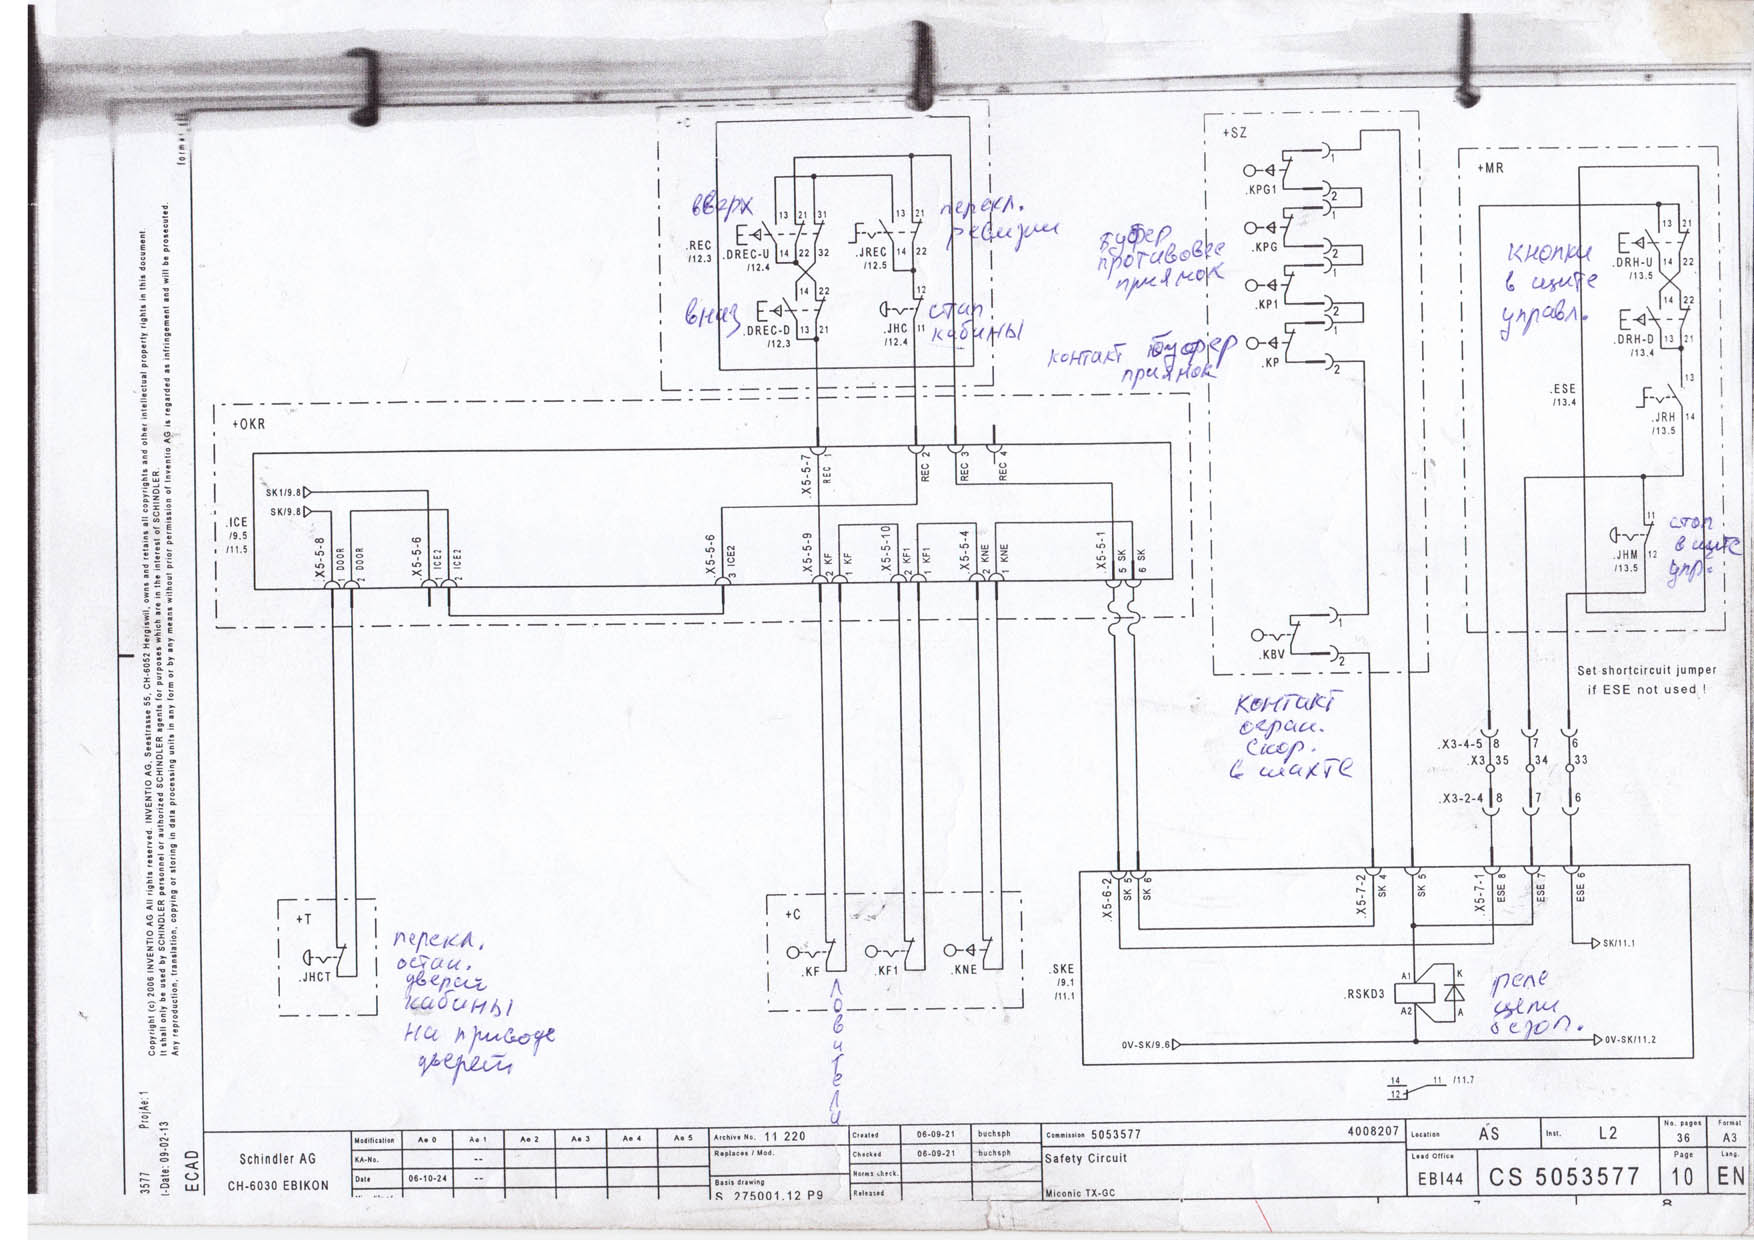 format III
Copyright (c) 2006 INVENTIO AG All rights reserved. INVENTIO AG, Seestrasse 55, CH-6052 Hergiswil, owns and retains all copyrights and other intellectual property rights in this document.
It shall only be used by SCHINDLER personnel or authorized SCHINDLER agents for purposes which are in the interest of SCHINDLER.
Any reproduction, translation, copying or storing in data processing units in any form or by any means without prior permission of Inventio AG is regarded as infringement and will be prosecuted.
3577 ProjAe: 1
I-Date: 09-02-13
ECAD
+C
вверх
.REC
/12.3
13 21 31
.DREC-U 14 22 32
/12.4
вниз
14 22
.DREC-D 13 21
/12.3
13 21
.JREC 14 22
/12.5
перекл.
ревизии
12
.JHC 11
/12.4
стап
кабины
+SZ
1
.KPG1 2
1
.KPG 2
1
.KP1 2
1
.KP 2
буфер
противовес
приямок
контакт буфер
приямок
1
.KBV 2
контакт
огран.
скор.
в шахте
+MR
13 21
.DRH-U 14 22
/13.5
14 22
.DRH-D 13 21
/13.4
кнопки
в щите
управл.
.ESE
/13.4
13
.JRH 14
/13.5
11
.JHM 12
/13.5
стоп
в щите
упр.
Set shortcircuit jumper
if ESE not used !
.X3-4-5 8 7 6
.X3 35 34 33
.X3-2-4 8 7 6
+OKR
.ICE
/9.5
/11.5
SK1/9.8
SK/9.8
.X5-5-8
1 DOOR
2 DOOR
.X5-5-6
1 ICE2
2 ICE2
.X5-5-6
3 ICE2
.X5-5-7
REC 1
REC 2
REC 3
REC 4
.X5-5-9
2 KF
1 KF
.X5-5-10
2 KF1
1 KF1
.X5-5-4
2 KNE
1 KNE
.X5-5-1
5 SK
6 SK
+T
.JHCT
перекл.
остан.
дверей
кабины
на приводе
дверей
+C
.KF
.KF1
.KNE
ловители
.SKE
/9.1
/11.1
.X5-6-2
SK 5
SK 6
.X5-7-2
SK 4
SK 5
.X5-7-1
ESE 8
ESE 7
ESE 6
SK/11.1
.RSKD3
A1 K
A2 A
реле
цепи
безоп.
0V-SK/9.6
0V-SK/11.2
14 11 /11.7
12
Schindler AG
CH-6030 EBIKON
Modification Ae 0 Ae 1 Ae 2 Ae 3 Ae 4 Ae 5
KA-No. --
Date 06-10-24 --
Archive No. 11 220
Replaces / Mod.
Basis drawing
S 275001.12 P9
Created 06-09-21 buchsph
Checked 06-09-21 buchsph
Norms check.
Released
Commission 5053577 4008207
Safety Circuit
Miconic TX-GC
Location AS Inst. L2
Lead Office
EBI44 CS 5053577
No. pages
36
Format
A3
Page
10
Lang.
EN
7 8